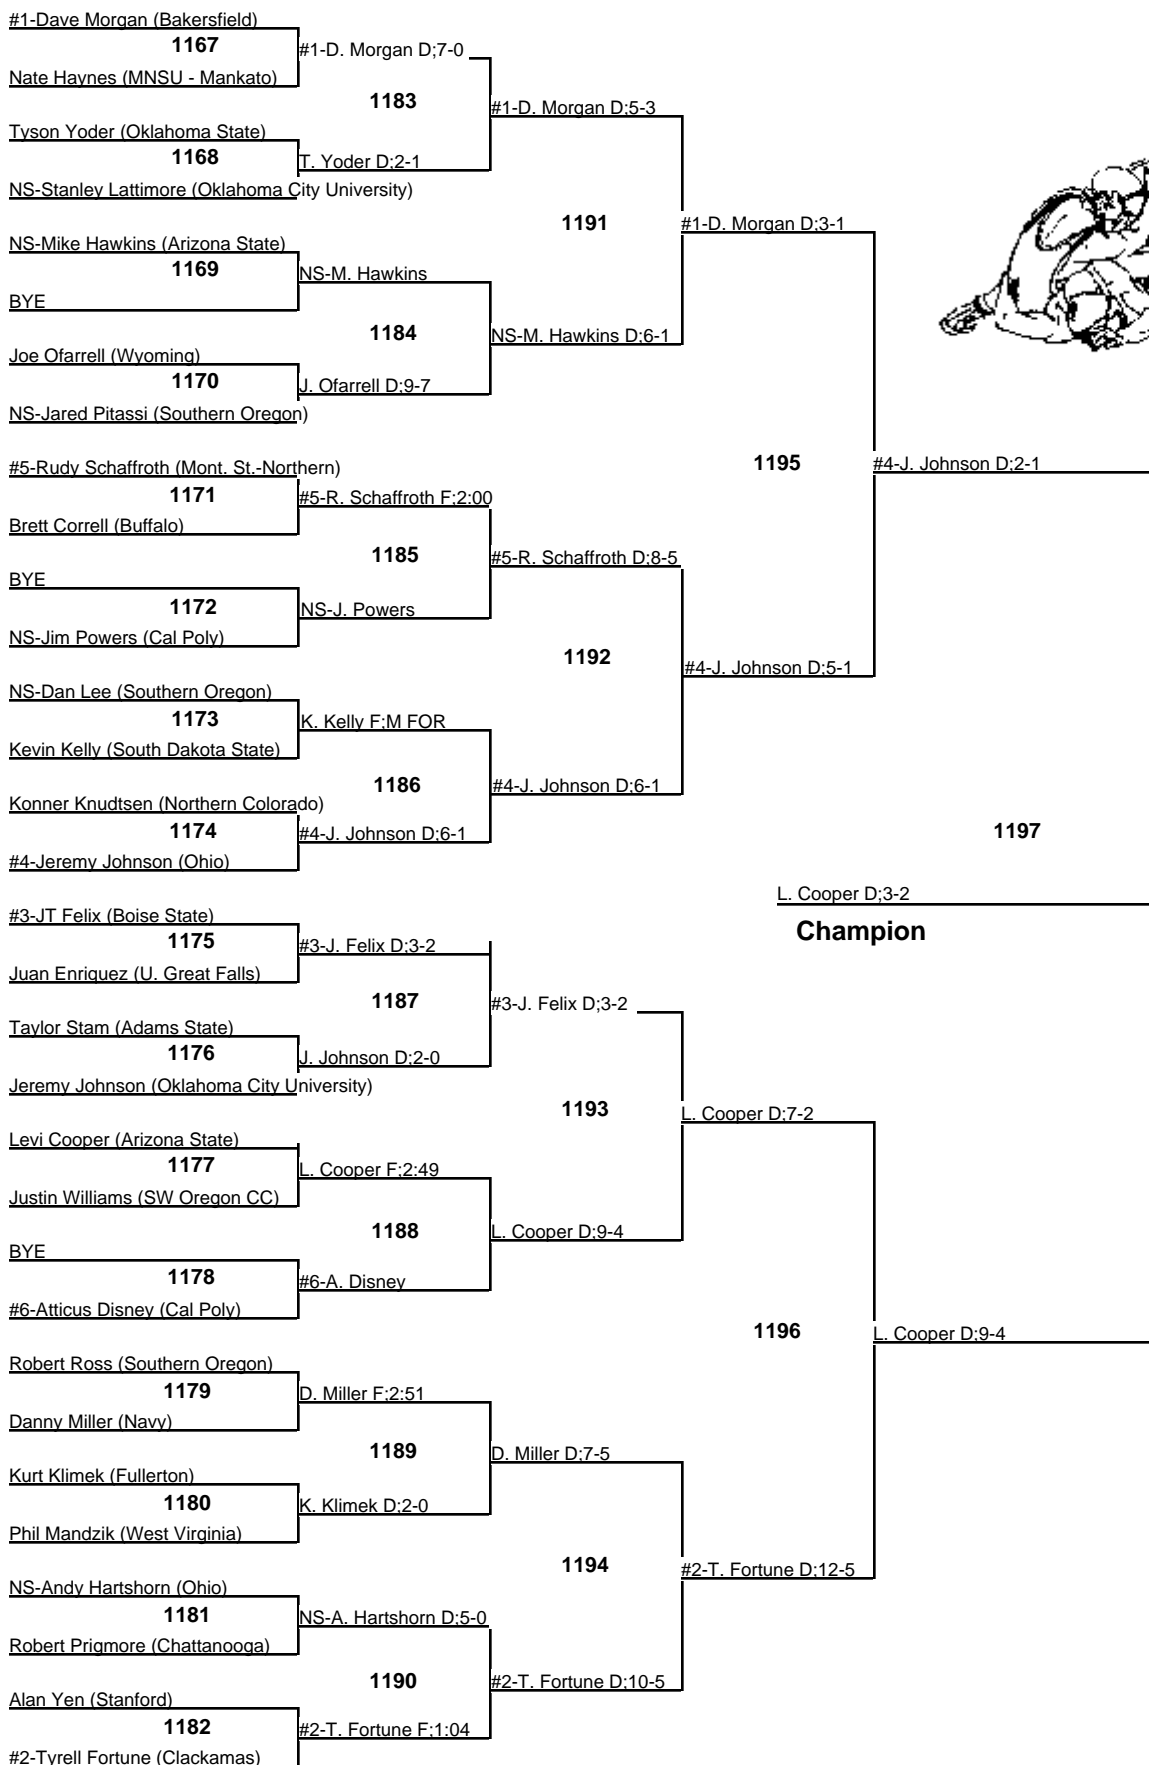 #1-Dave Morgan (Bakersfield)
1167
#1-D. Morgan D;7-0
Nate Haynes (MNSU - Mankato)
1183
#1-D. Morgan D;5-3
Tyson Yoder (Oklahoma State)
1168
T. Yoder D;2-1
NS-Stanley Lattimore (Oklahoma City University)
1191
#1-D. Morgan D;3-1
NS-Mike Hawkins (Arizona State)
1169
NS-M. Hawkins
BYE
1184
NS-M. Hawkins D;6-1
Joe Ofarrell (Wyoming)
1170
J. Ofarrell D;9-7
NS-Jared Pitassi (Southern Oregon)
1195
#4-J. Johnson D;2-1
#5-Rudy Schaffroth (Mont. St.-Northern)
1171
#5-R. Schaffroth F;2:00
Brett Correll (Buffalo)
1185
#5-R. Schaffroth D;8-5
BYE
1172
NS-J. Powers
NS-Jim Powers (Cal Poly)
1192
#4-J. Johnson D;5-1
NS-Dan Lee (Southern Oregon)
1173
K. Kelly F;M FOR
Kevin Kelly (South Dakota State)
1186
#4-J. Johnson D;6-1
Konner Knudtsen (Northern Colorado)
1174
#4-J. Johnson D;6-1
1197
#4-Jeremy Johnson (Ohio)
L. Cooper D;3-2
Champion
#3-JT Felix (Boise State)
1175
#3-J. Felix D;3-2
Juan Enriquez (U. Great Falls)
1187
#3-J. Felix D;3-2
Taylor Stam (Adams State)
1176
J. Johnson D;2-0
Jeremy Johnson (Oklahoma City University)
1193
L. Cooper D;7-2
Levi Cooper (Arizona State)
1177
L. Cooper F;2:49
Justin Williams (SW Oregon CC)
1188
L. Cooper D;9-4
BYE
1178
#6-A. Disney
#6-Atticus Disney (Cal Poly)
1196
L. Cooper D;9-4
Robert Ross (Southern Oregon)
1179
D. Miller F;2:51
Danny Miller (Navy)
1189
D. Miller D;7-5
Kurt Klimek (Fullerton)
1180
K. Klimek D;2-0
Phil Mandzik (West Virginia)
1194
#2-T. Fortune D;12-5
NS-Andy Hartshorn (Ohio)
1181
NS-A. Hartshorn D;5-0
Robert Prigmore (Chattanooga)
1190
#2-T. Fortune D;10-5
Alan Yen (Stanford)
1182
#2-T. Fortune F;1:04
#2-Tyrell Fortune (Clackamas)